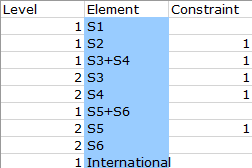 Level Element Constraint
1 S1
1 S2 1
1 S3+S4 1
2 S3 1
2 S4 1
1 S5+S6
2 S5 1
2 S6
1 International